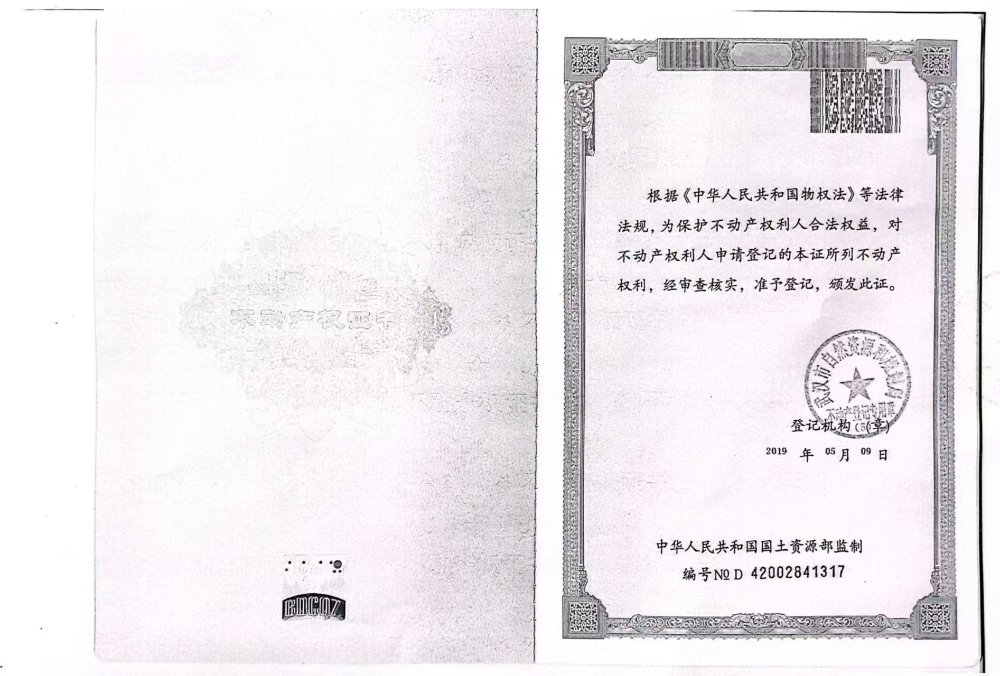 不动产权证书
BDCQZ
根据《中华人民共和国物权法》等法律
法规，为保护不动产权利人合法权益，对
不动产权利人申请登记的本证所列不动产
权利，经审查核实，准予登记，颁发此证。
武汉市自然资源和规划局
不动产登记专用章
(5)
登记机构（章）
2019 年 05 月 09 日
中华人民共和国国土资源部监制
编号 № D 42002841317